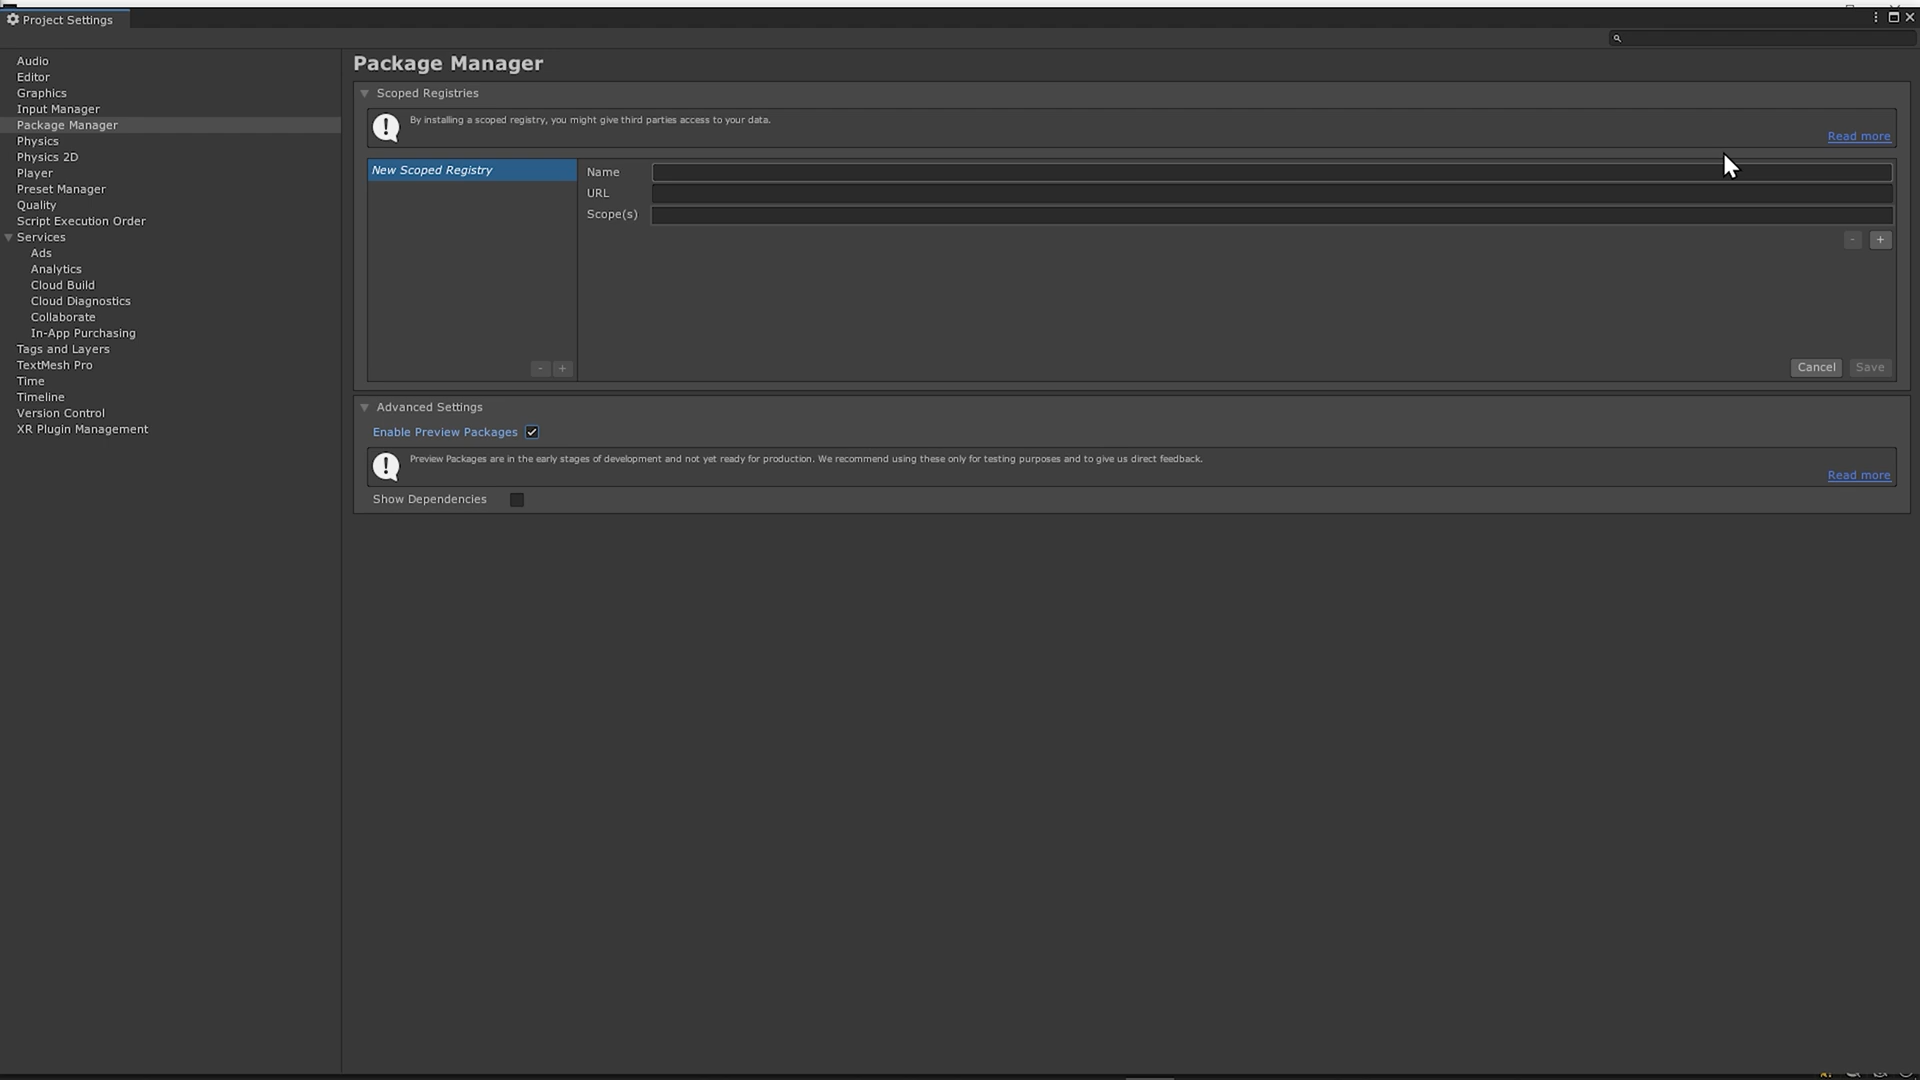 Project Settings
Audio
Editor
Graphics
Input Manager
Package Manager
Physics
Physics 2D
Player
Preset Manager
Quality
Script Execution Order
Services
Ads
Analytics
Cloud Build
Cloud Diagnostics
Collaborate
In-App Purchasing
Tags and Layers
TextMesh Pro
Time
Timeline
Version Control
XR Plugin Management
Package Manager
Scoped Registries
By installing a scoped registry, you might give third parties access to your data.
Read more
New Scoped Registry
Name
URL
Scope(s)
- +
- +
Cancel Save
Advanced Settings
Enable Preview Packages
Preview Packages are in the early stages of development and not yet ready for production. We recommend using these only for testing purposes and to give us direct feedback.
Read more
Show Dependencies